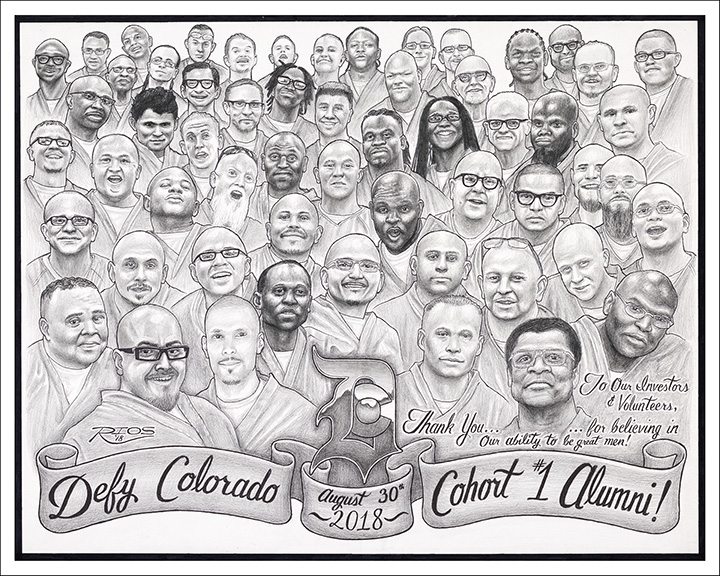 To Our Investors
& Volunteers,
Thank You... ...for believing in
Our ability to be great men!
RIOS
'18
D
Defy Colorado
August 30th
2018
Cohort #1 Alumni!